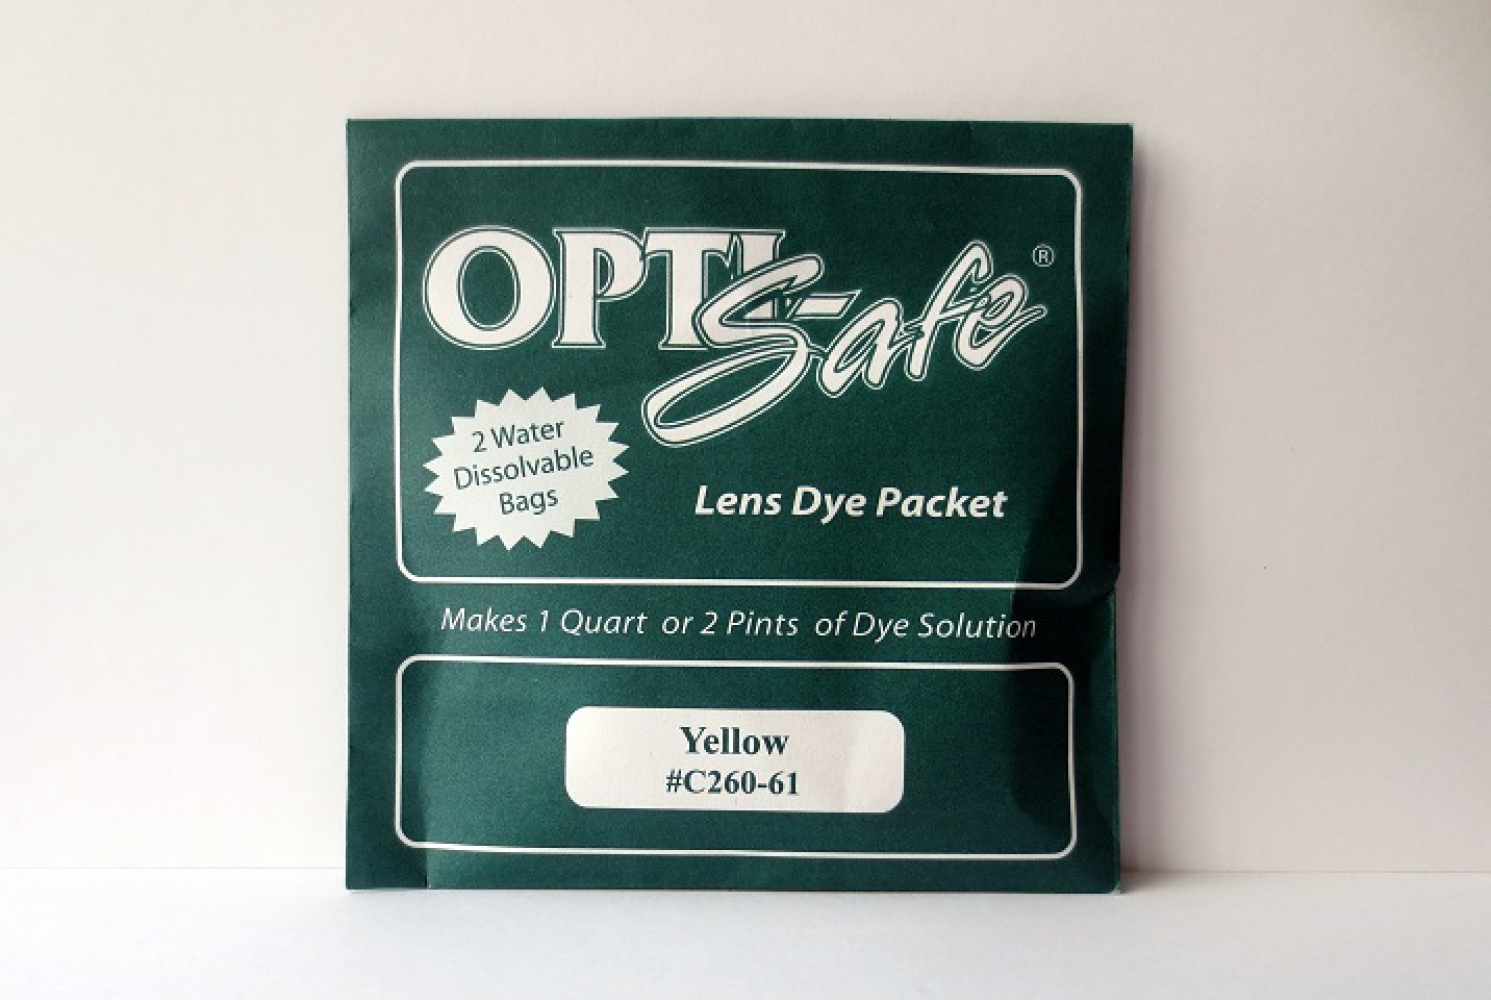 OPTI-Safe®
2 Water
Dissolvable
Bags
Lens Dye Packet
Makes 1 Quart or 2 Pints of Dye Solution
Yellow
#C260-61